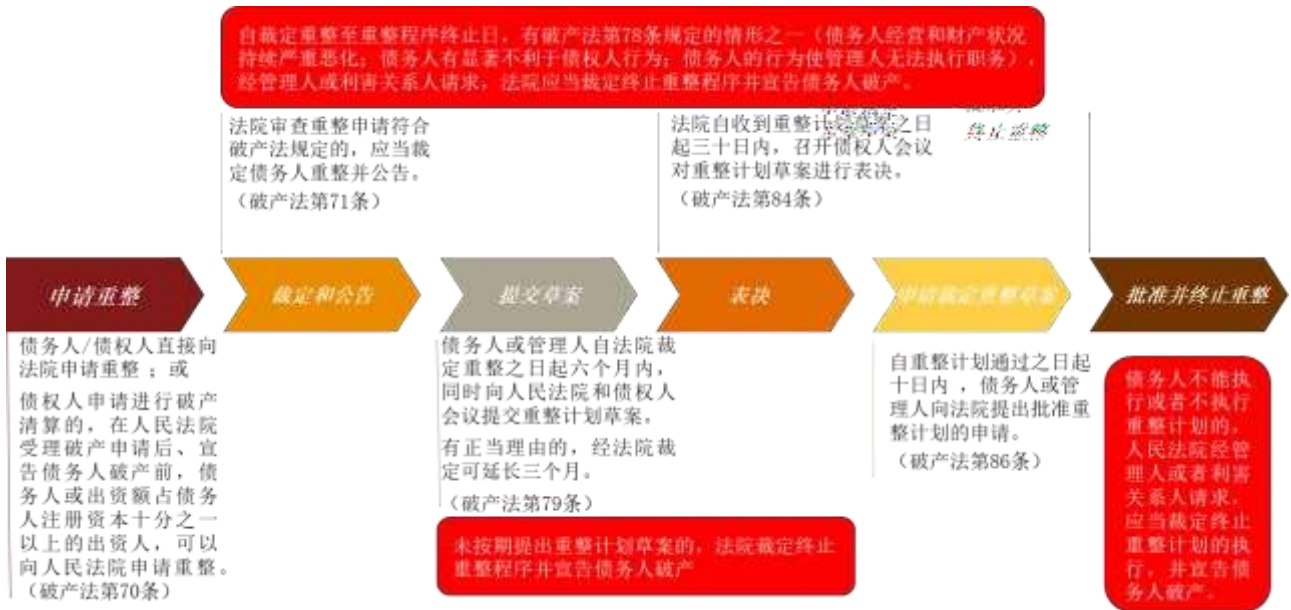 自裁定重整至重整程序终止日，有破产法第78条规定的情形之一（债务人经营和财产状况
持续严重恶化；债务人有显著不利于债权人行为；债务人的行为使管理人无法执行职务），
经管理人或利害关系人请求，法院应当裁定终止重整程序并宣告债务人破产。
法院审查重整申请符合
破产法规定的，应当裁
定债务人重整并公告。
（破产法第71条）
法院自收到重整计划草案之日
起三十日内，召开债权人会议
对重整计划草案进行表决。
（破产法第84条）
终止重整
申请重整
裁定和公告
提交草案
表决
申请裁定重整草案
批准并终止重整
债务人/债权人直接向
法院申请重整；或
债权人申请进行破产
清算的，在人民法院
受理破产申请后、宣
告债务人破产前，债
务人或出资额占债务
人注册资本十分之一
以上的出资人，可以
向人民法院申请重整。
（破产法第70条）
债务人或管理人自法院裁
定重整之日起六个月内，
同时向人民法院和债权人
会议提交重整计划草案。
有正当理由的，经法院裁
定可延长三个月。
（破产法第79条）
未按期提出重整计划草案的，法院裁定终止
重整程序并宣告债务人破产
自重整计划通过之日起
十日内，债务人或管
理人向法院提出批准重
整计划的申请。
（破产法第86条）
债务人不能执
行或者不执行
重整计划的，
人民法院经管
理人或者利害
关系人请求，
应当裁定终止
重整计划的执
行，并宣告债
务人破产。